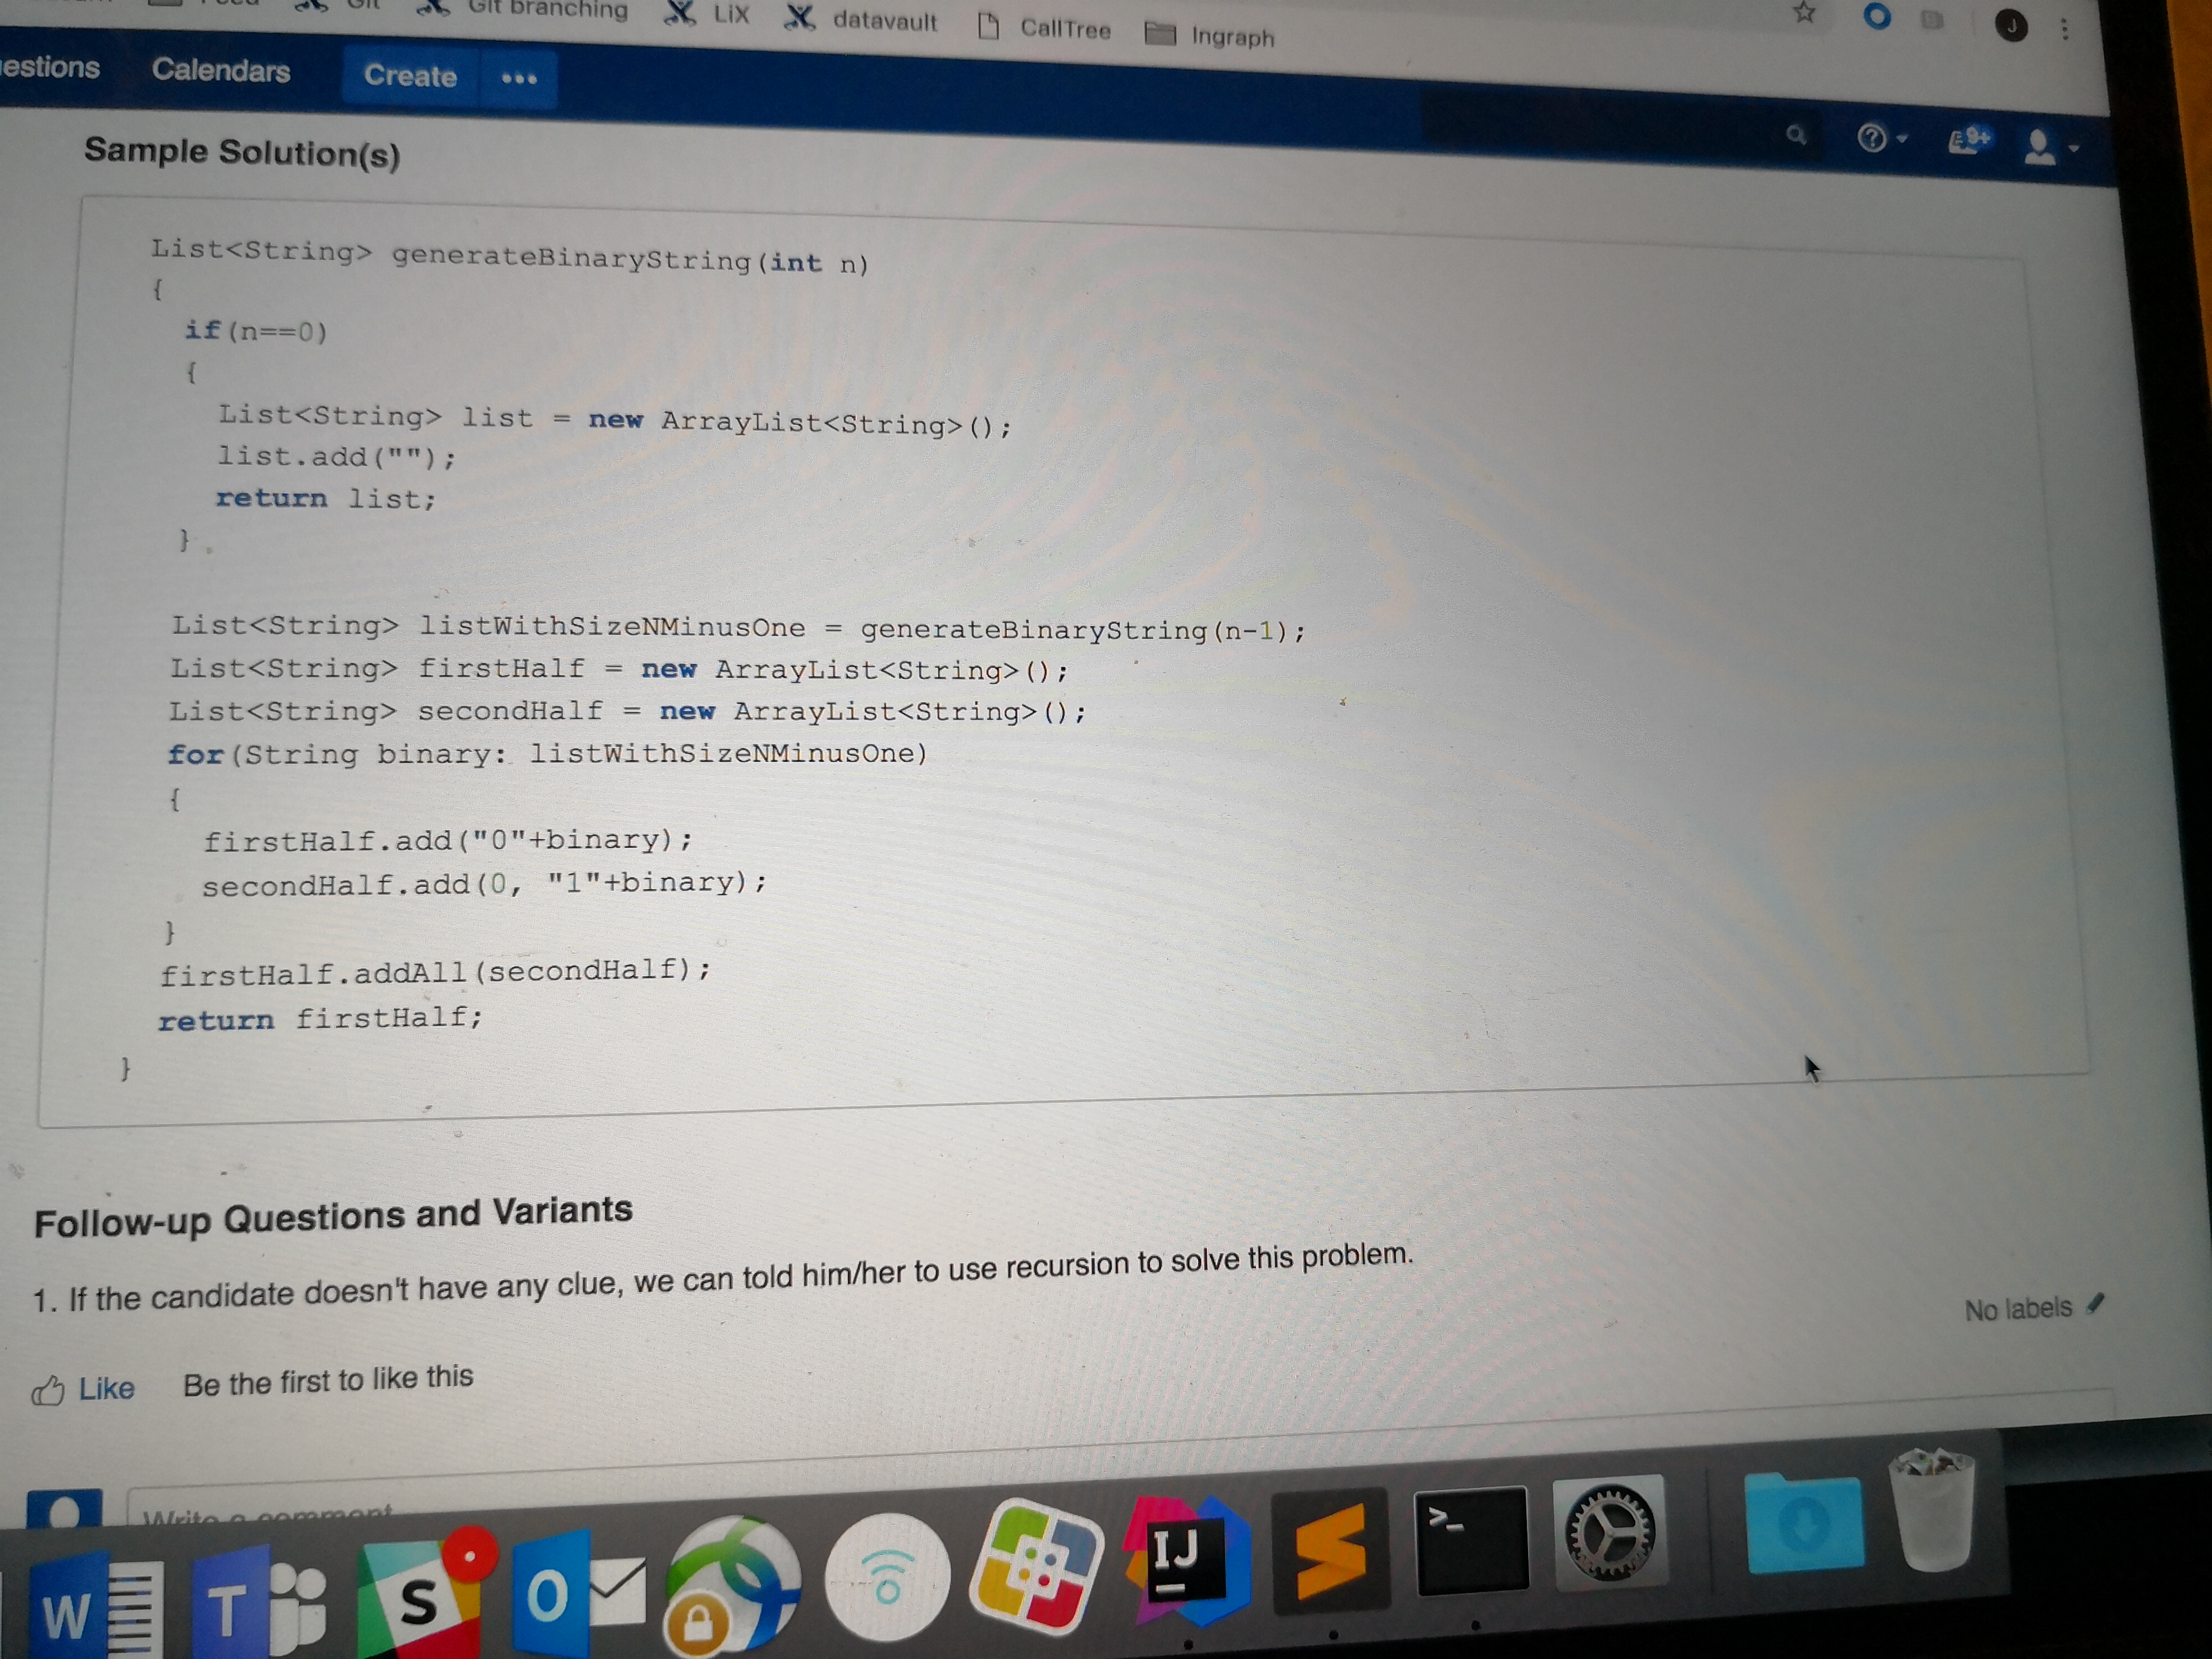 Git
Git branching
LiX
datavault
CallTree
Ingraph
J
Calendars
Create
9+
Sample Solution(s)
List<String> generateBinaryString(int n)
{
if(n==0)
{
List<String> list = new ArrayList<String>();
list.add("");
return list;
}
List<String> listWithSizeNMinusOne = generateBinaryString(n-1);
List<String> firstHalf = new ArrayList<String>();
List<String> secondHalf = new ArrayList<String>();
for(String binary: listWithSizeNMinusOne)
{
firstHalf.add("0"+binary);
secondHalf.add(0, "1"+binary);
}
firstHalf.addAll(secondHalf);
return firstHalf;
}
Follow-up Questions and Variants
1. If the candidate doesn't have any clue, we can told him/her to use recursion to solve this problem.
No labels
Like Be the first to like this
Write a comment
W
T
S
O
IJ
>_